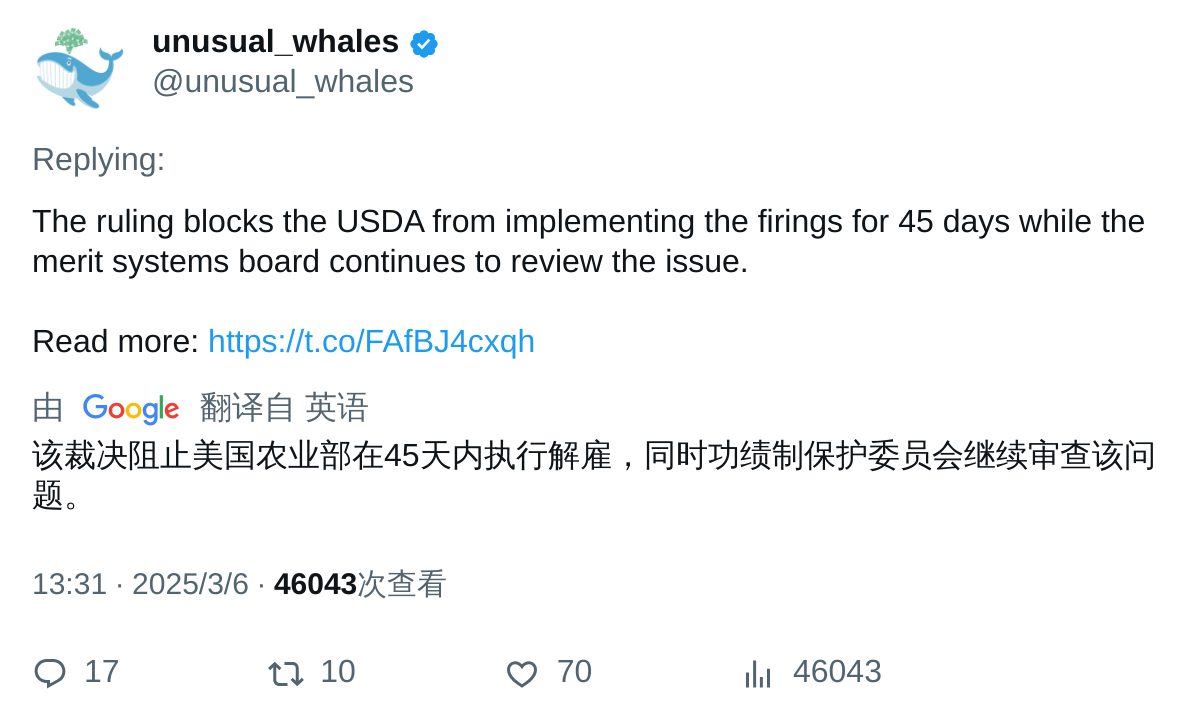 unusual_whales
@unusual_whales
Replying:
The ruling blocks the USDA from implementing the firings for 45 days while the
merit systems board continues to review the issue.
Read more: https://t.co/FAfBJ4cxqh
由 Google 翻译自 英语
该裁决阻止美国农业部在45天内执行解雇，同时功绩制保护委员会继续审查该问
题。
13:31 · 2025/3/6 · 46043次查看
17 10 70 46043